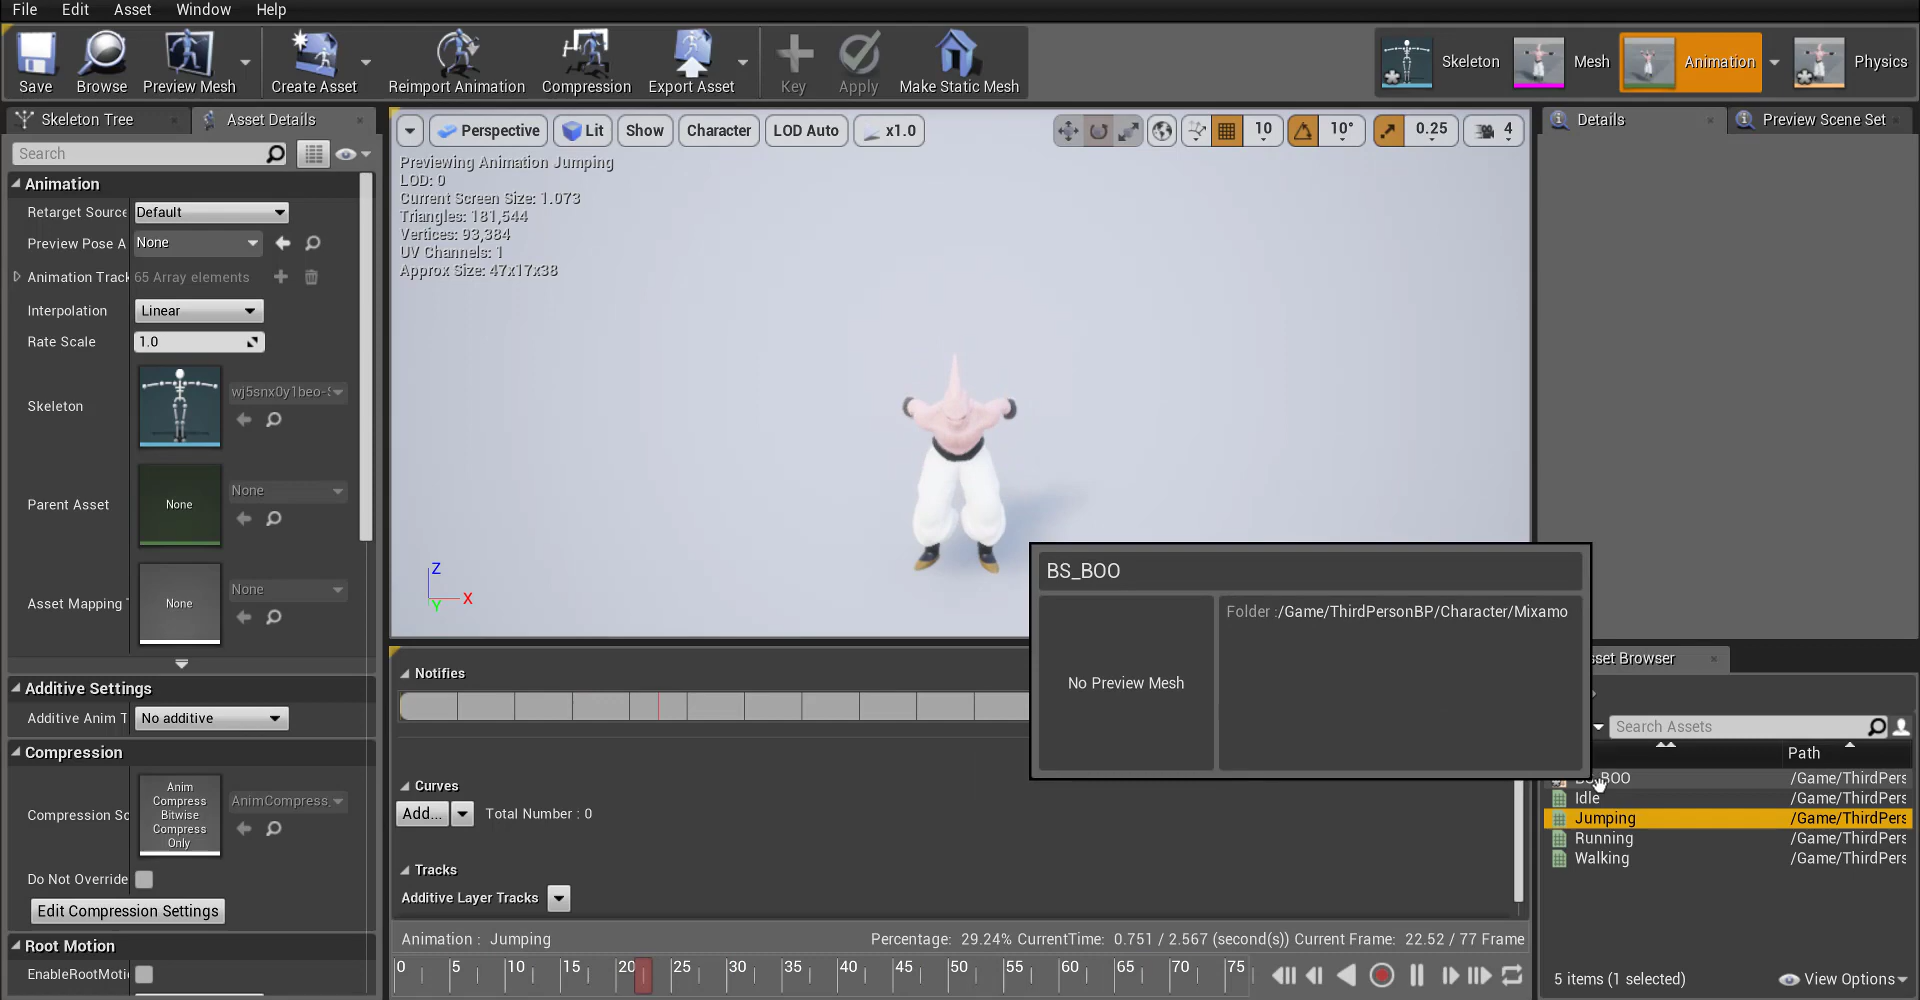 File Edit Asset Window Help
Save Browse Preview Mesh Create Asset Reimport Animation Compression Export Asset Key Apply Make Static Mesh Skeleton Mesh Animation Physics
Skeleton Tree Asset Details
Search
Animation
Retarget Source Default
Preview Pose A None
Animation Track 65 Array elements
Interpolation Linear
Rate Scale 1.0
Skeleton wj5snx0y1beo-S
Parent Asset None None
Asset Mapping T None None
Additive Settings
Additive Anim T No additive
Compression
Compression Sc Anim Compress Bitwise Compress Only AnimCompress_
Do Not Override
Edit Compression Settings
Root Motion
EnableRootMoti
Perspective Lit Show Character LOD Auto x1.0 10 10° 0.25 4
Previewing Animation Jumping
LOD: 0
Current Screen Size: 1.073
Triangles: 181,544
Vertices: 93,384
UV Channels: 1
Approx Size: 47x17x38
Z
X
Y
Notifies
Curves
Add... Total Number : 0
Tracks
Additive Layer Tracks
Animation : Jumping Percentage: 29.24% CurrentTime: 0.751 / 2.567 (second(s)) Current Frame: 22.52 / 77 Frame
0 5 10 15 20 25 30 35 40 45 50 55 60 65 70 75
BS_BOO
No Preview Mesh
Folder :/Game/ThirdPersonBP/Character/Mixamo
Details Preview Scene Set
sset Browser
Search Assets
Path
BS_BOO /Game/ThirdPers
Idle /Game/ThirdPers
Jumping /Game/ThirdPers
Running /Game/ThirdPers
Walking /Game/ThirdPers
5 items (1 selected) View Options